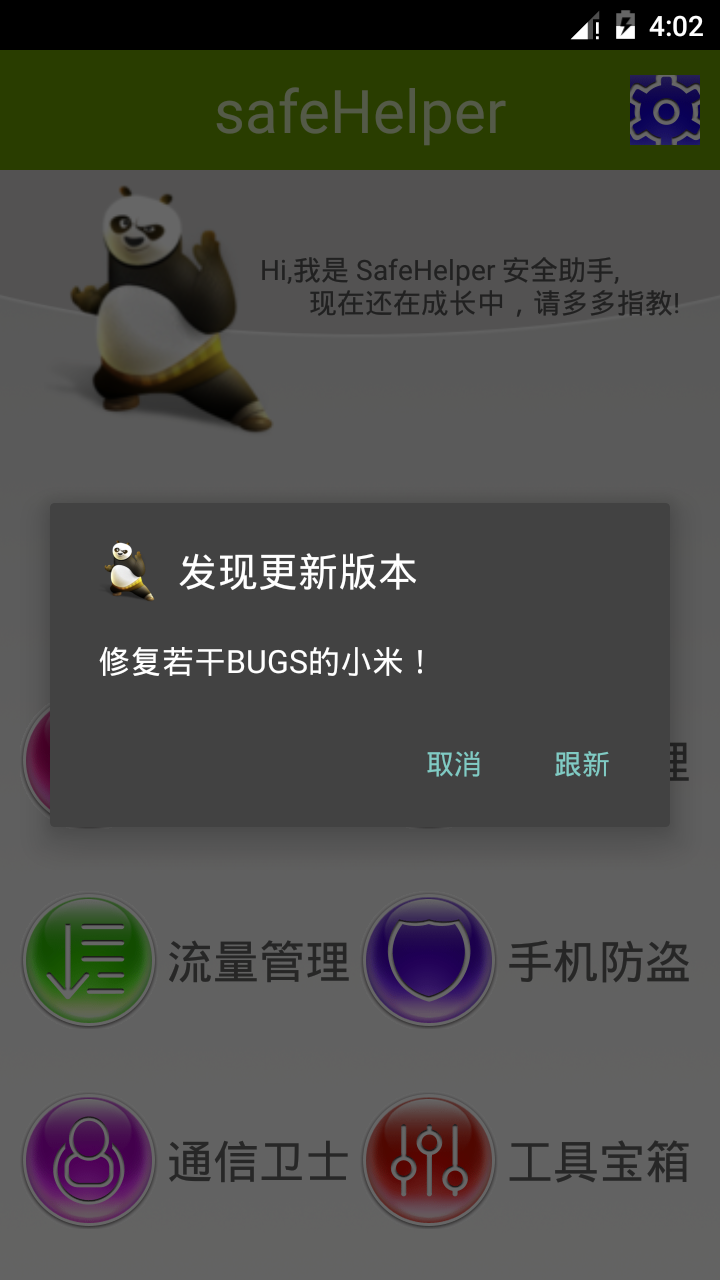 4:02
safeHelper
Hi,我是 SafeHelper 安全助手,
现在还在成长中，请多多指教!
发现更新版本
修复若干BUGS的小米！
取消 跟新
理
流量管理 手机防盗
通信卫士 工具宝箱